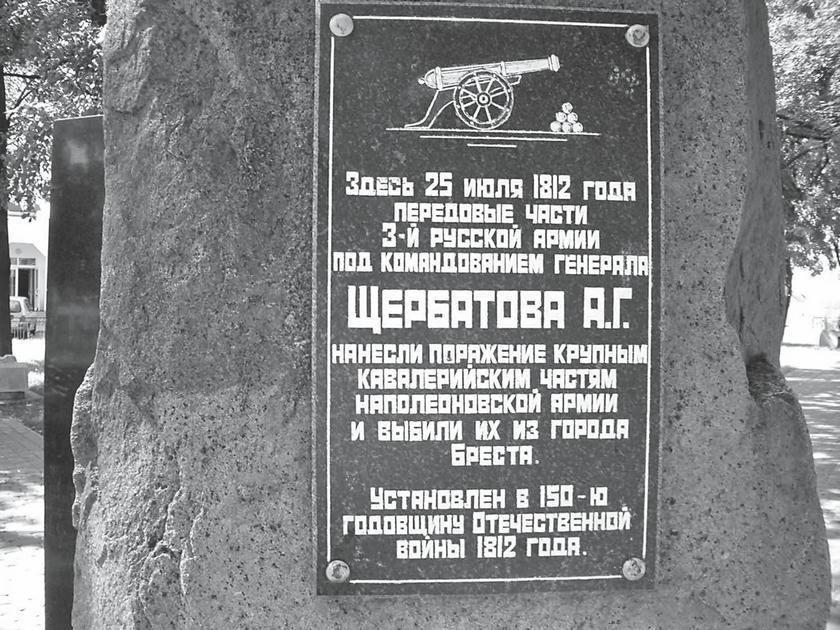 Здесь 25 июля 1812 года
передовые части
3-й русской армии
под командованием генерала
Щербатова А.Г.
нанесли поражение крупным
кавалерийским частям
наполеоновской армии
и выбили их из города
Бреста.
Установлен в 150-ю
годовщину Отечественной
войны 1812 года.